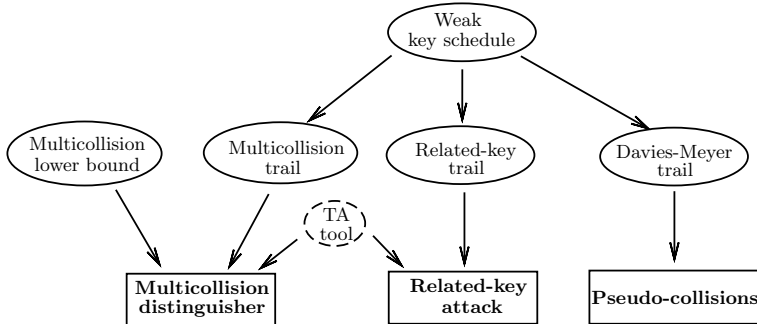 Weak
key schedule
Multicollision
lower bound
Multicollision
trail
Related-key
trail
Davies-Meyer
trail
TA
tool
Multicollision
distinguisher
Related-key
attack
Pseudo-collisions